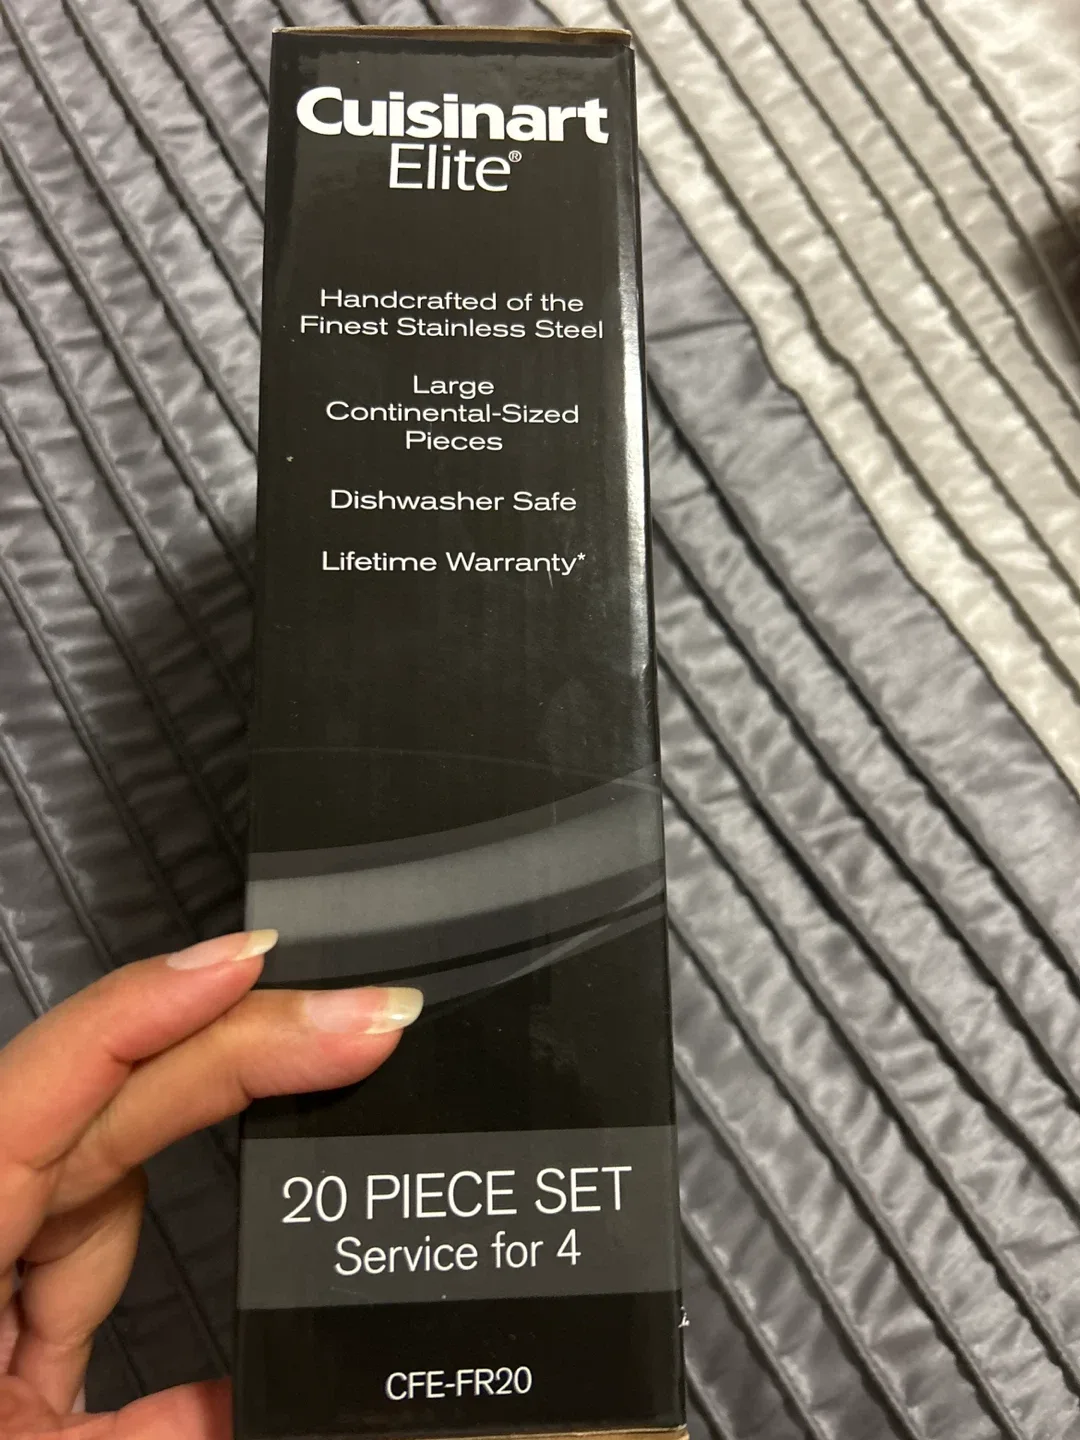 Cuisinart
Elite®
Handcrafted of the
Finest Stainless Steel
Large
Continental-Sized
Pieces
Dishwasher Safe
Lifetime Warranty*
20 PIECE SET
Service for 4
CFE-FR20